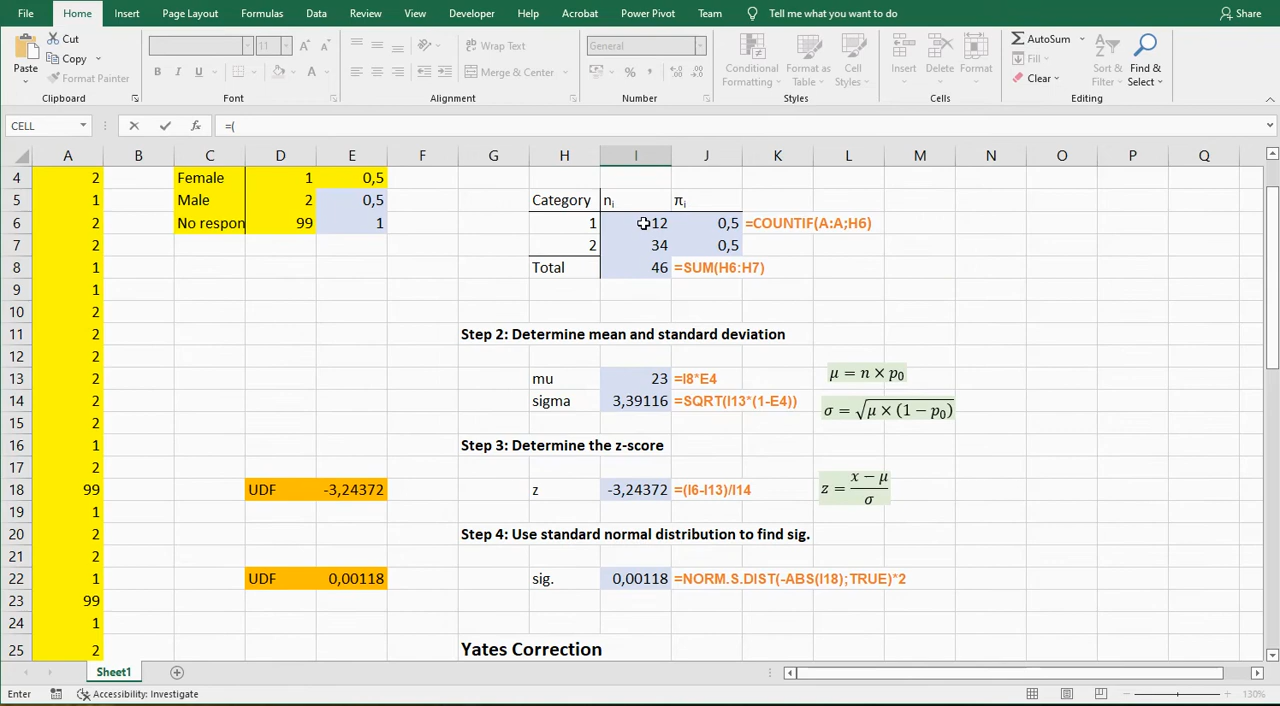 File Home Insert Page Layout Formulas Data Review View Developer Help Acrobat Power Pivot Team Tell me what you want to do Share
Paste Cut Copy Format Painter
11 A A
B I U A
Wrap Text
Merge & Center
General
% ,
Conditional Formatting Format as Table Cell Styles
Insert Delete Format
AutoSum Fill Clear
Sort & Filter Find & Select
Clipboard Font Alignment Number Styles Cells Editing
CELL fx =(
A B C D E F G H I J K L M N O P Q
4 2 Female 1 0,5
5 1 Male 2 0,5 Category nᵢ πᵢ
6 2 No respon 99 1 1 12 0,5 =COUNTIF(A:A;H6)
7 2 2 34 0,5
8 1 Total 46 =SUM(H6:H7)
9 1
10 2
11 2 Step 2: Determine mean and standard deviation
12 2
13 2 mu 23 =I8*E4 μ = n × p₀
14 2 sigma 3,39116 =SQRT(I13*(1-E4)) σ = √μ × (1 − p₀)
15 2
16 1 Step 3: Determine the z-score
17 2
18 99 UDF -3,24372 z -3,24372 =(I6-I13)/I14 z = (x − μ)/σ
19 1
20 2 Step 4: Use standard normal distribution to find sig.
21 2
22 1 UDF 0,00118 sig. 0,00118 =NORM.S.DIST(-ABS(I18);TRUE)*2
23 99
24 1
25 2 Yates Correction
Sheet1
Enter Accessibility: Investigate 130%